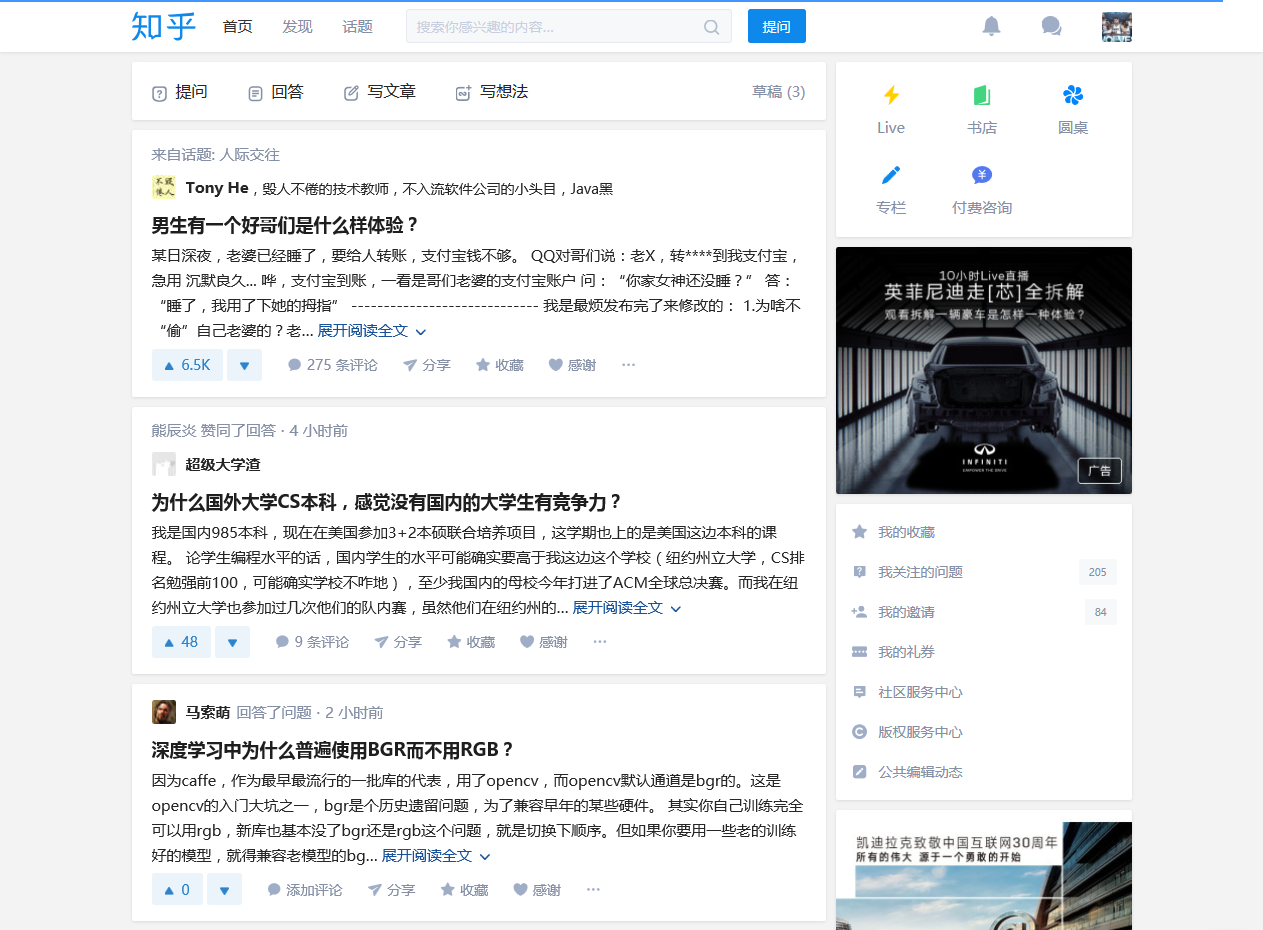 知乎 首页 发现 话题 搜索你感兴趣的内容... 提问
提问 回答 写文章 写想法 草稿 (3)
来自话题: 人际交往
Tony He，毁人不倦的技术教师，不入流软件公司的小头目，Java黑
男生有一个好哥们是什么样体验？
某日深夜，老婆已经睡了，要给人转账，支付宝钱不够。 QQ对哥们说：老X，转****到我支付宝，
急用 沉默良久... 哗，支付宝到账，一看是哥们老婆的支付宝账户 问：“你家女神还没睡？” 答：
“睡了，我用了下她的拇指” ----------------------------- 我是最烦发布完了来修改的： 1.为啥不
“偷”自己老婆的？老... 展开阅读全文
6.5K 275 条评论 分享 收藏 感谢 ...
熊辰炎 赞同了回答 · 4 小时前
超级大学渣
为什么国外大学CS本科，感觉没有国内的大学生有竞争力？
我是国内985本科，现在在美国参加3+2本硕联合培养项目，这学期也上的是美国这边本科的课
程。 论学生编程水平的话，国内学生的水平可能确实要高于我这边这个学校（纽约州立大学，CS排
名勉强前100，可能确实学校不咋地），至少我国内的母校今年打进了ACM全球总决赛。而我在纽
约州立大学也参加过几次他们的队内赛，虽然他们在纽约州的... 展开阅读全文
48 9 条评论 分享 收藏 感谢 ...
马索萌 回答了问题 · 2 小时前
深度学习中为什么普遍使用BGR而不用RGB？
因为caffe，作为最早最流行的一批库的代表，用了opencv，而opencv默认通道是bgr的。这是
opencv的入门大坑之一，bgr是个历史遗留问题，为了兼容早年的某些硬件。 其实你自己训练完全
可以用rgb，新库也基本没了bgr还是rgb这个问题，就是切换下顺序。但如果你要用一些老的训练
好的模型，就得兼容老模型的bg... 展开阅读全文
0 添加评论 分享 收藏 感谢 ...
Live 书店 圆桌
专栏 付费咨询
10小时Live直播
英菲尼迪走[芯]全拆解
观看拆解一辆豪车是怎样一种体验？
INFINITI
EMPOWER THE DRIVE
广告
我的收藏
我关注的问题 205
我的邀请 84
我的礼券
社区服务中心
版权服务中心
公共编辑动态
凯迪拉克致敬中国互联网30周年
所有的伟大 源于一个勇敢的开始